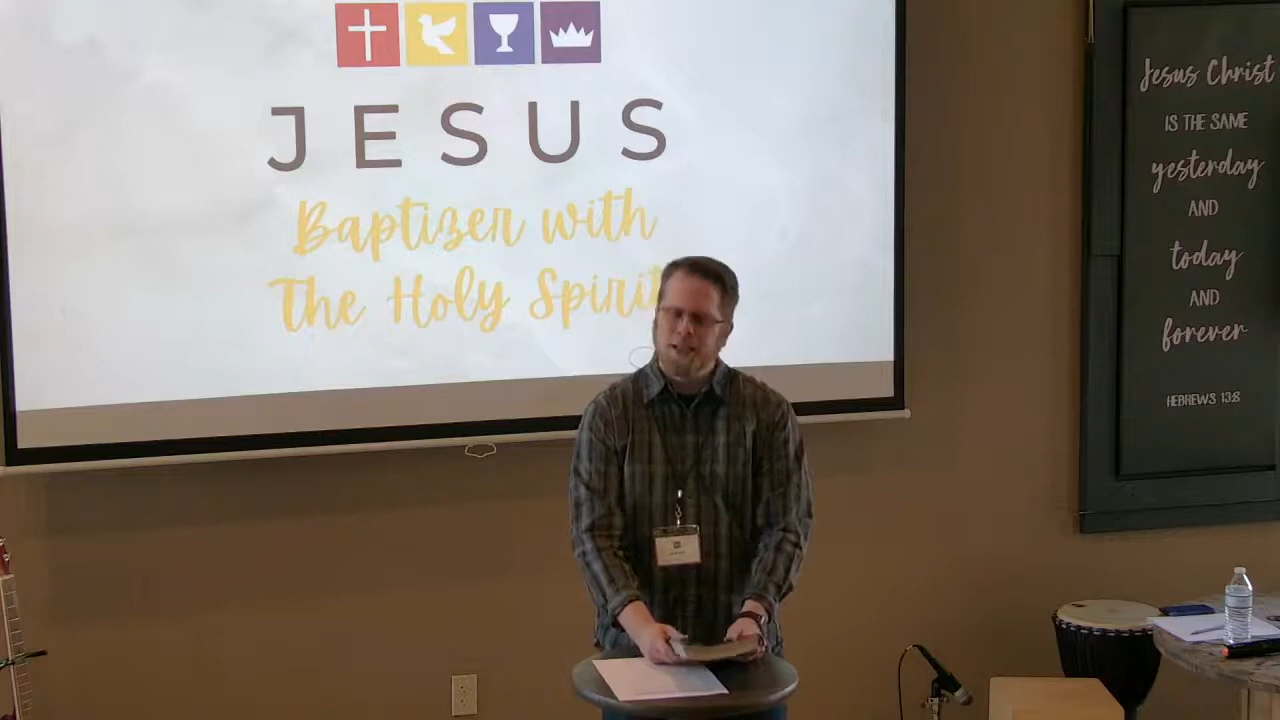 JESUS
Baptizer with
The Holy Spirit
Jesus Christ
IS THE SAME
yesterday
AND
today
AND
forever
HEBREWS 13:8